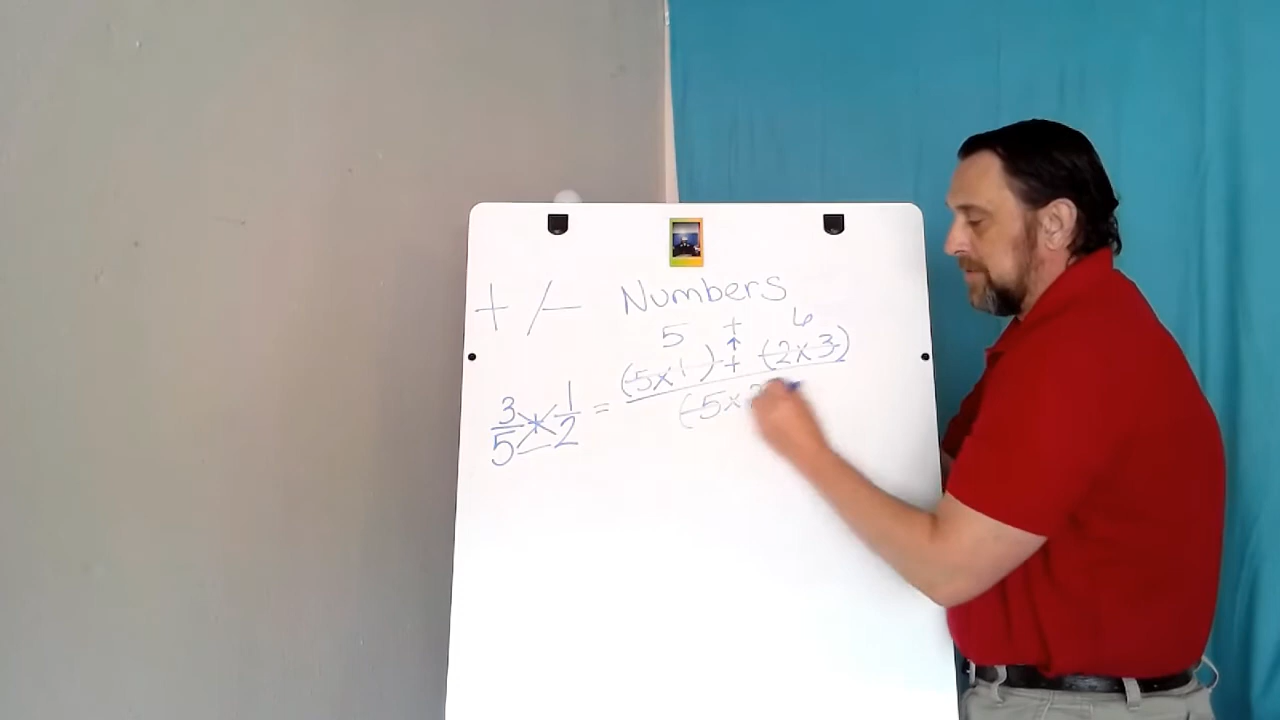 +/- Numbers
5 + 6
(5x1) + (2x3)
3/5 + 1/2 = (5x2